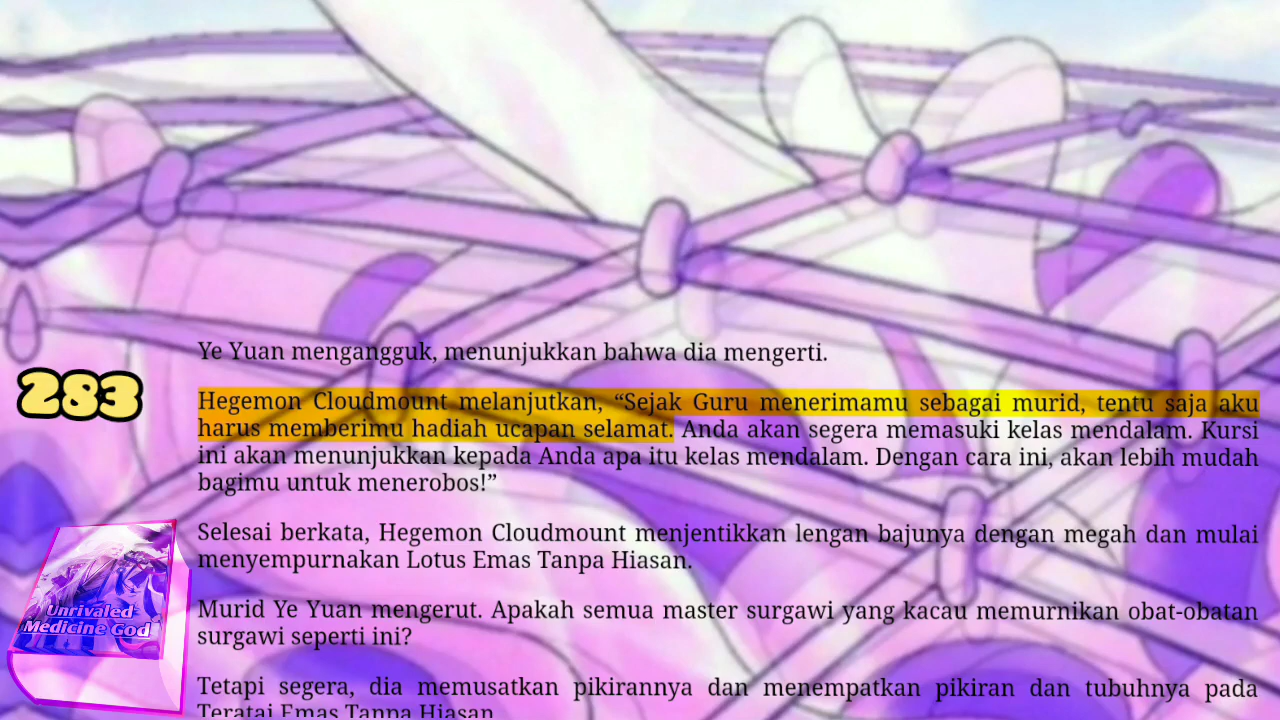 Ye Yuan mengangguk, menunjukkan bahwa dia mengerti.
283
Hegemon Cloudmount melanjutkan, “Sejak Guru menerimamu sebagai murid, tentu saja aku
harus memberimu hadiah ucapan selamat. Anda akan segera memasuki kelas mendalam. Kursi
ini akan menunjukkan kepada Anda apa itu kelas mendalam. Dengan cara ini, akan lebih mudah
bagimu untuk menerobos!”
Selesai berkata, Hegemon Cloudmount menjentikkan lengan bajunya dengan megah dan mulai
menyempurnakan Lotus Emas Tanpa Hiasan.
Unrivaled
Medicine God
Murid Ye Yuan mengerut. Apakah semua master surgawi yang kacau memurnikan obat-obatan
surgawi seperti ini?
Tetapi segera, dia memusatkan pikirannya dan menempatkan pikiran dan tubuhnya pada
Teratai Emas Tanpa Hiasan.